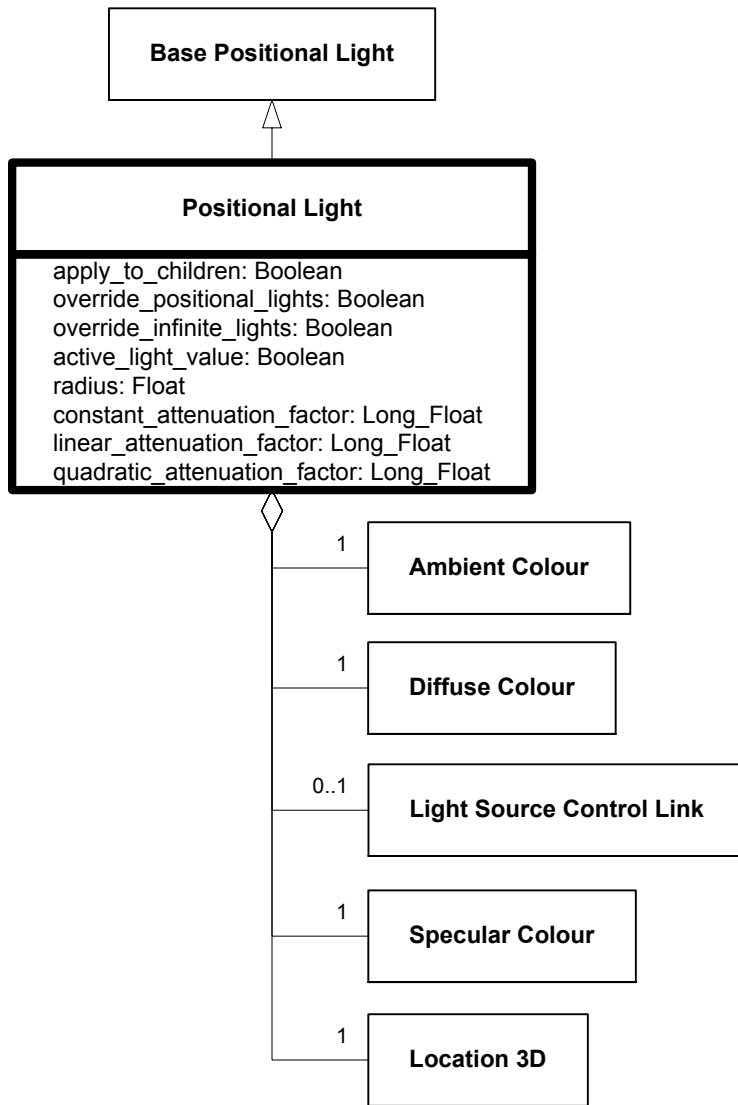 Base Positional Light
Positional Light
apply_to_children: Boolean
override_positional_lights: Boolean
override_infinite_lights: Boolean
active_light_value: Boolean
radius: Float
constant_attenuation_factor: Long_Float
linear_attenuation_factor: Long_Float
quadratic_attenuation_factor: Long_Float
1
Ambient Colour
1
Diffuse Colour
0..1
Light Source Control Link
1
Specular Colour
1
Location 3D